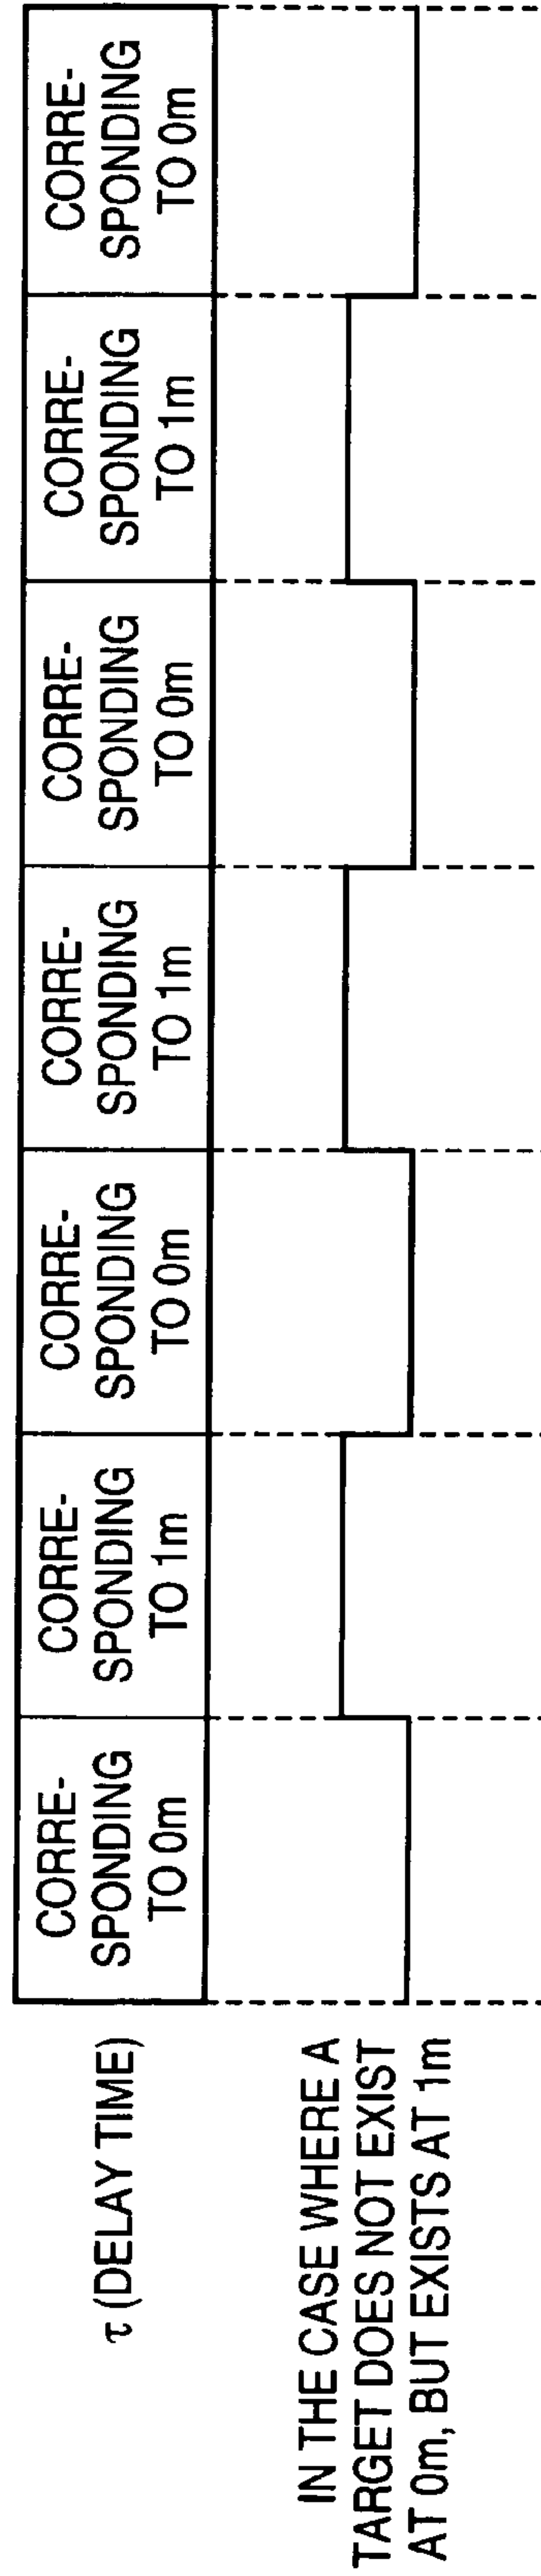 τ (DELAY TIME)
CORRE-
SPONDING
TO 0m
CORRE-
SPONDING
TO 1m
CORRE-
SPONDING
TO 0m
CORRE-
SPONDING
TO 1m
CORRE-
SPONDING
TO 0m
CORRE-
SPONDING
TO 1m
CORRE-
SPONDING
TO 0m
IN THE CASE WHERE A
TARGET DOES NOT EXIST
AT 0m, BUT EXISTS AT 1m